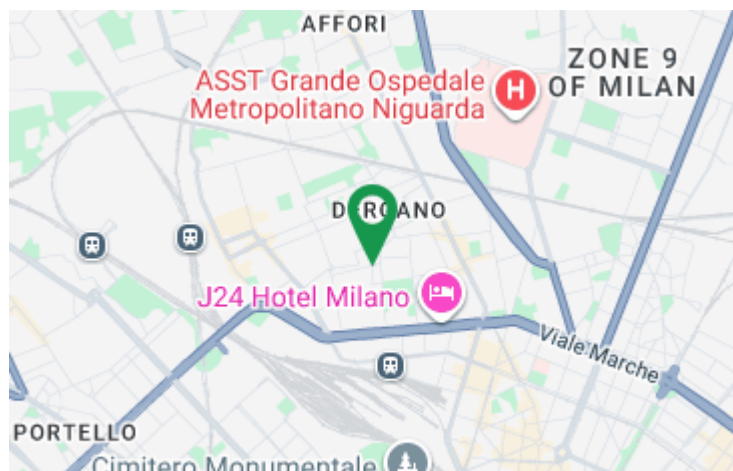 AFFORI
ZONE 9
OF MILAN
ASST Grande Ospedale
Metropolitano Niguarda
H
J24 Hotel Milano
Viale Marche
PORTELLO
Cimitero Monumentale